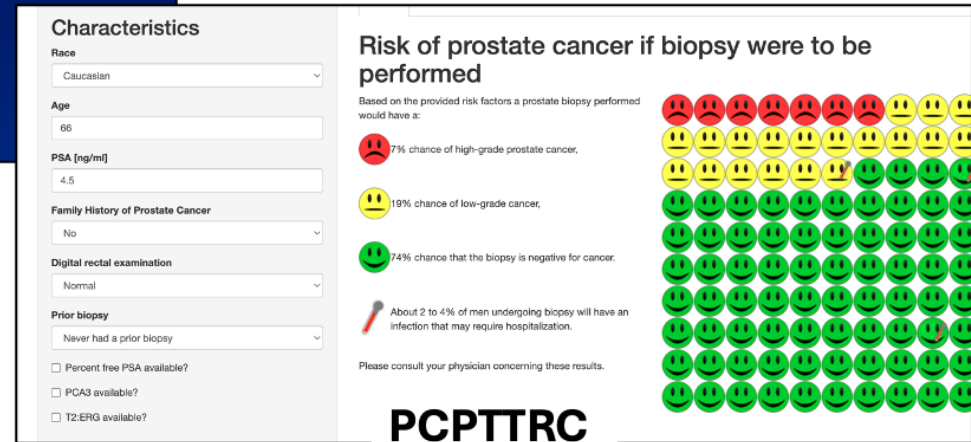 Characteristics
Race
Caucasian
Age
66
PSA [ng/ml]
4.5
Family History of Prostate Cancer
No
Digital rectal examination
Normal
Prior biopsy
Never had a prior biopsy
Percent free PSA available?
PCA3 available?
T2:ERG available?
Risk of prostate cancer if biopsy were to be
performed
Based on the provided risk factors a prostate biopsy performed
would have a:
7% chance of high-grade prostate cancer,
19% chance of low-grade cancer,
74% chance that the biopsy is negative for cancer.
About 2 to 4% of men undergoing biopsy will have an
infection that may require hospitalization.
Please consult your physician concerning these results.
PCPTTRC